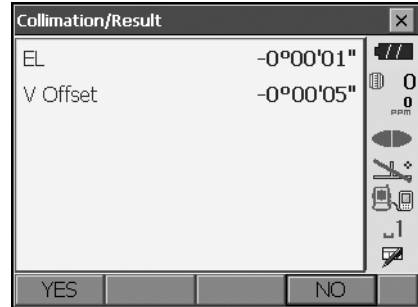 Collimation/Result
EL -0°00'01"
V Offset -0°00'05"
0
0
PPM
1
YES NO